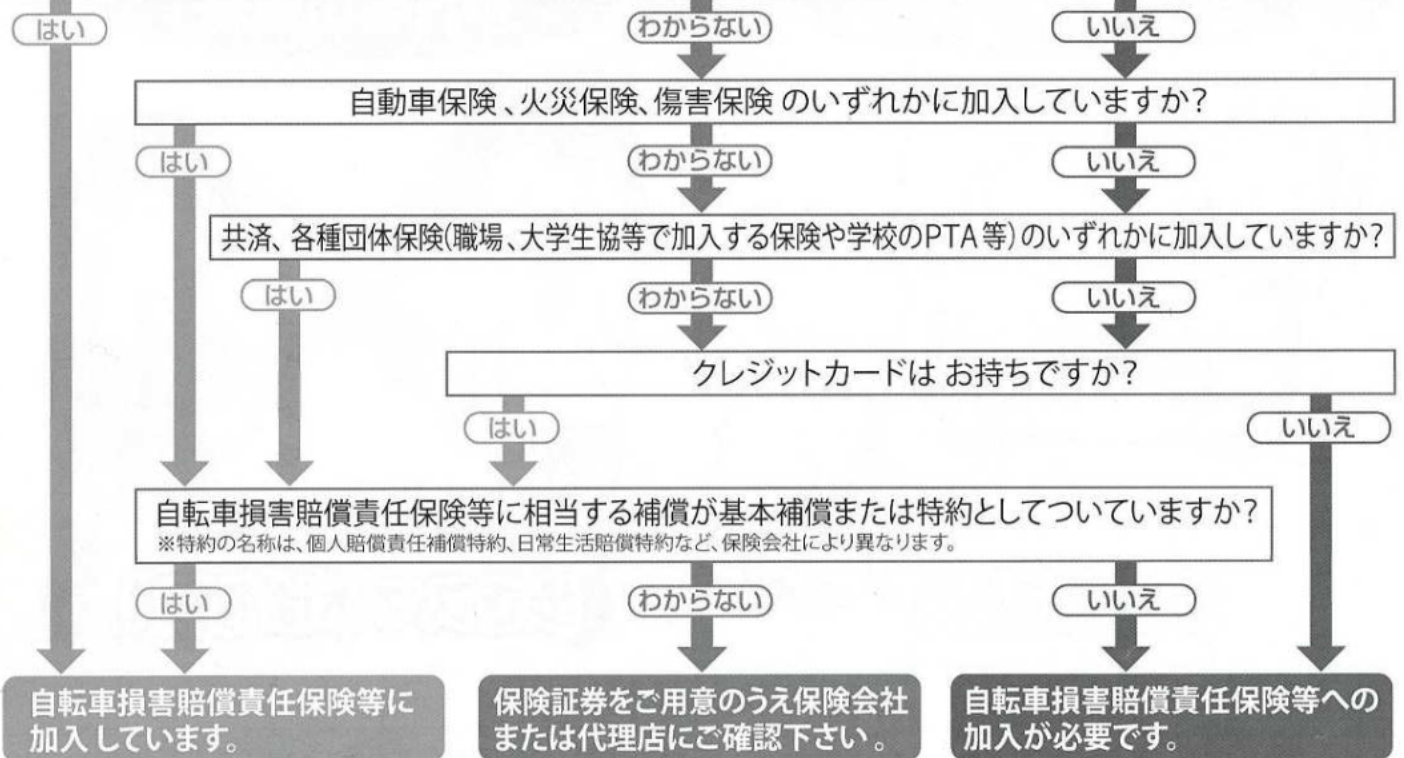 はい
わからない
いいえ
自動車保険、火災保険、傷害保険 のいずれかに加入していますか?
はい
わからない
いいえ
共済、各種団体保険(職場、大学生協等で加入する保険や学校のPTA等)のいずれかに加入していますか?
はい
わからない
いいえ
クレジットカードは お持ちですか?
はい
いいえ
自転車損害賠償責任保険等に相当する補償が基本補償または特約としてついていますか?
※特約の名称は、個人賠償責任補償特約、日常生活賠償特約など、保険会社により異なります。
はい
わからない
いいえ
自転車損害賠償責任保険等に
加入しています。
保険証券をご用意のうえ保険会社
または代理店にご確認下さい。
自転車損害賠償責任保険等への
加入が必要です。